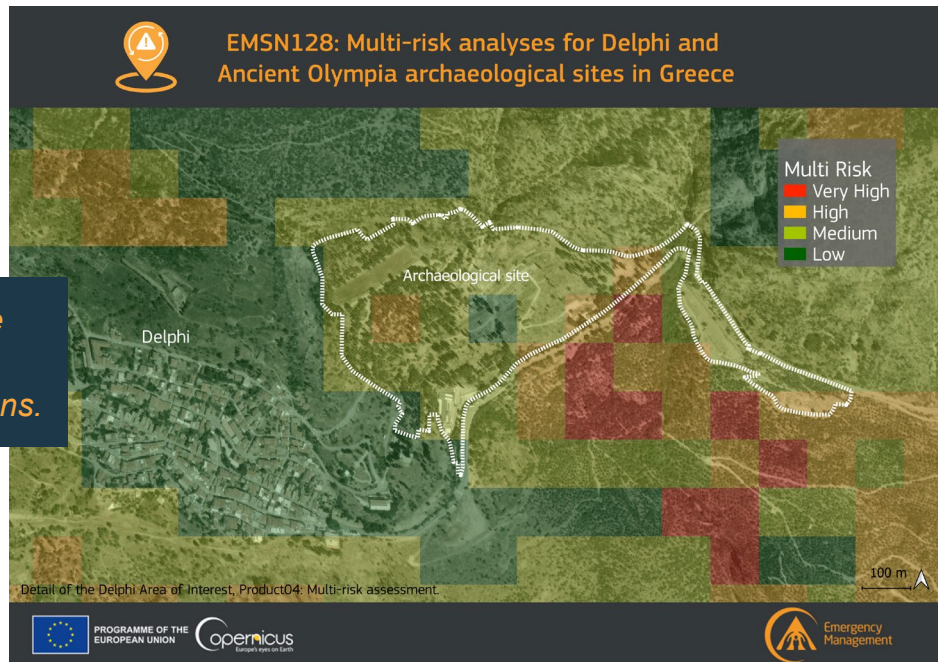 EMSN128: Multi-risk analyses for Delphi and
Ancient Olympia archaeological sites in Greece
Multi Risk
Very High
High
Medium
Low
Archaeological site
Delphi
ns.
100 m
Detail of the Delphi Area of Interest, Product04: Multi-risk assessment.
PROGRAMME OF THE
EUROPEAN UNION
Copernicus
Europe's eyes on Earth
Emergency
Management